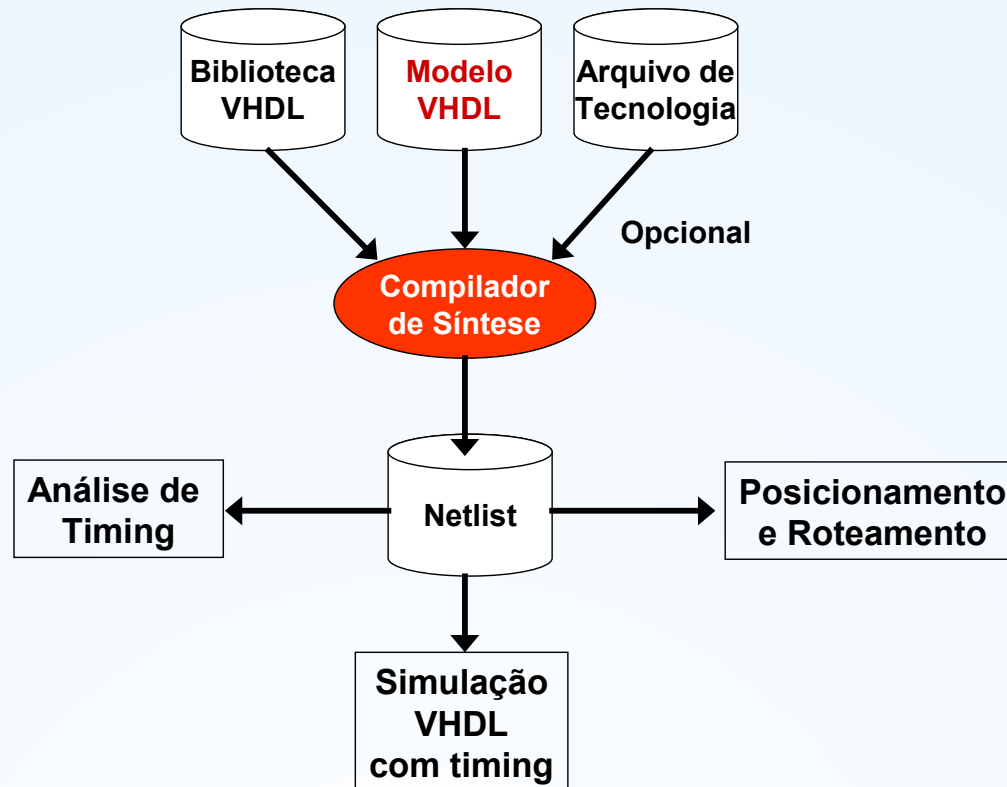 Biblioteca
VHDL
Modelo
VHDL
Arquivo de
Tecnologia
Opcional
Compilador
de Síntese
Análise de
Timing
Netlist
Posicionamento
e Roteamento
Simulação
VHDL
com timing